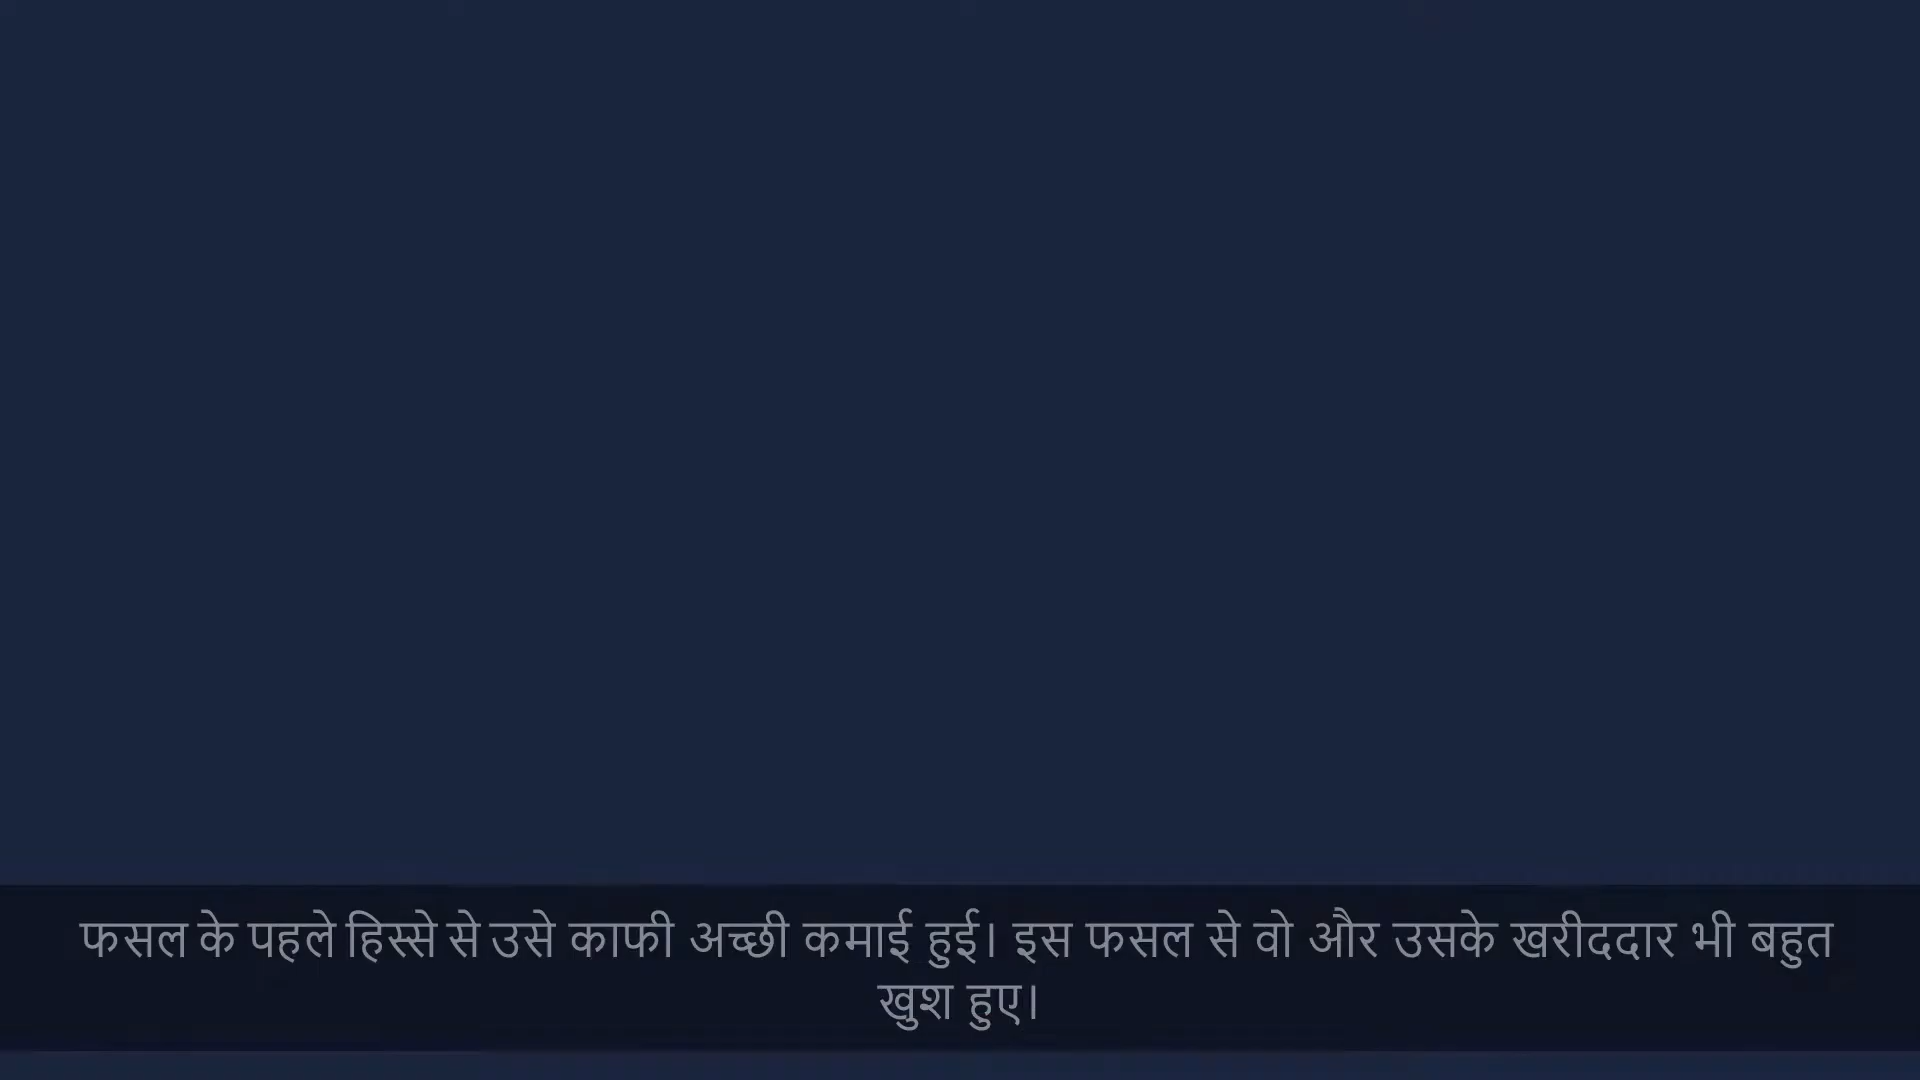 फसल के पहले हिस्से से उसे काफी अच्छी कमाई हुई। इस फसल से वो और उसके खरीददार भी बहुत
खुश हुए।